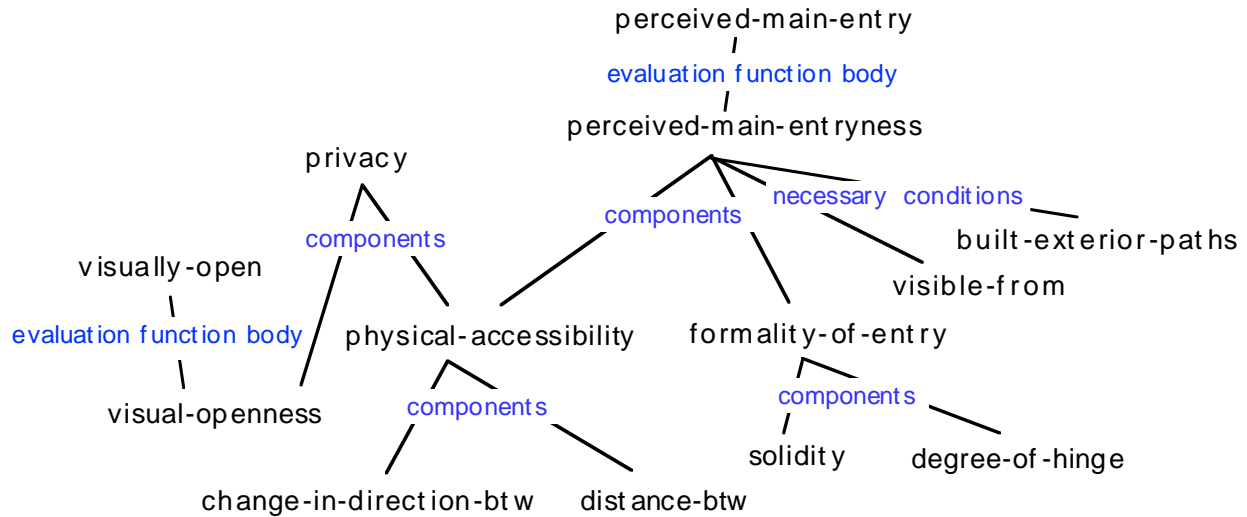 perceived-main-entry
evaluation function body
perceived-main-entryness
privacy
necessary conditions
components
components
built-exterior-paths
visually-open
visible-from
evaluation function body
physical-accessibility
formality-of-entry
visual-openness
components
components
solidity
degree-of-hinge
change-in-direction-btw
distance-btw